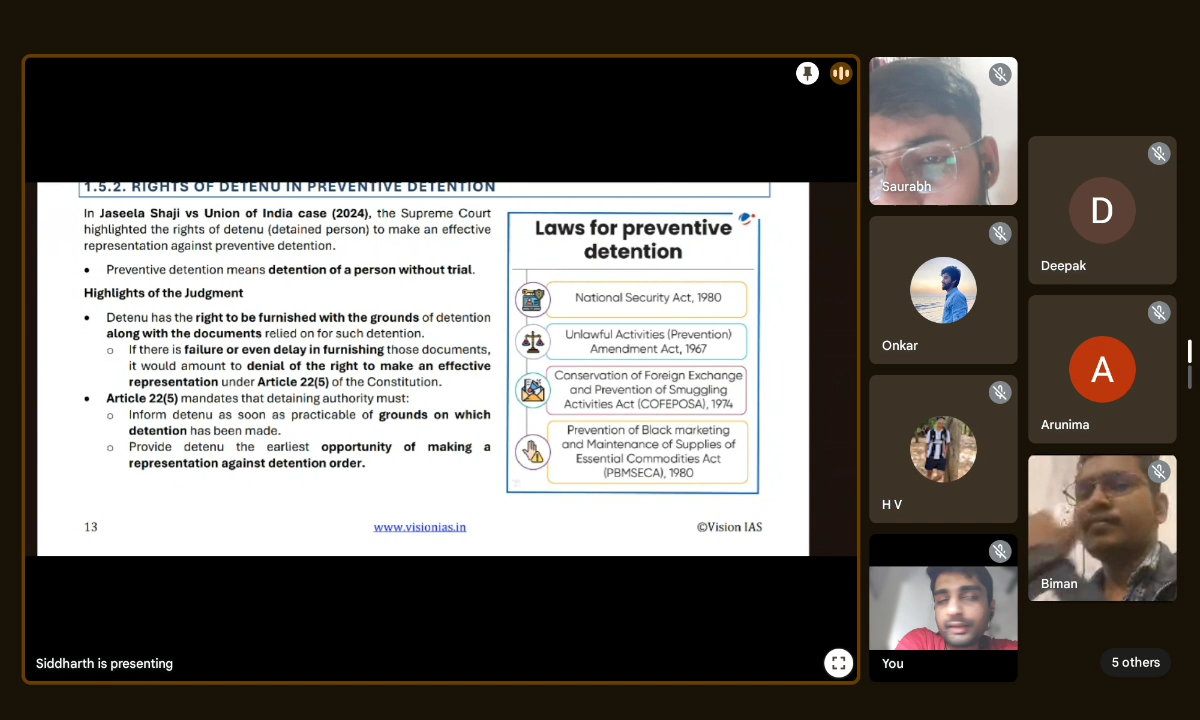 1.5.2. RIGHTS OF DETENU IN PREVENTIVE DETENTION
In Jaseela Shaji vs Union of India case (2024), the Supreme Court
highlighted the rights of detenu (detained person) to make an effective
representation against preventive detention.
• Preventive detention means detention of a person without trial.
Highlights of the Judgment
• Detenu has the right to be furnished with the grounds of detention
along with the documents relied on for such detention.
o If there is failure or even delay in furnishing those documents,
it would amount to denial of the right to make an effective
representation under Article 22(5) of the Constitution.
• Article 22(5) mandates that detaining authority must:
o Inform detenu as soon as practicable of grounds on which
detention has been made.
o Provide detenu the earliest opportunity of making a
representation against detention order.
Laws for preventive
detention
National Security Act, 1980
Unlawful Activities (Prevention)
Amendment Act, 1967
Conservation of Foreign Exchange
and Prevention of Smuggling
Activities Act (COFEPOSA), 1974
Prevention of Black marketing
and Maintenance of Supplies of
Essential Commodities Act
(PBMSECA), 1980
13
www.visionias.in
©Vision IAS
Siddharth is presenting
Saurabh
Onkar
H V
You
D
Deepak
A
Arunima
Biman
5 others